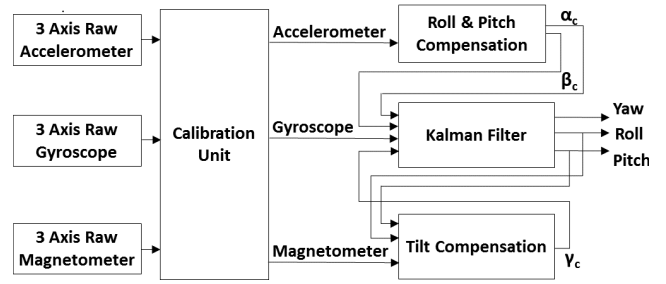 3 Axis Raw
Accelerometer
3 Axis Raw
Gyroscope
3 Axis Raw
Magnetometer
Calibration
Unit
Accelerometer
Gyroscope
Magnetometer
Roll & Pitch
Compensation
αc
βc
Kalman Filter
Yaw
Roll
Pitch
Tilt Compensation
γc